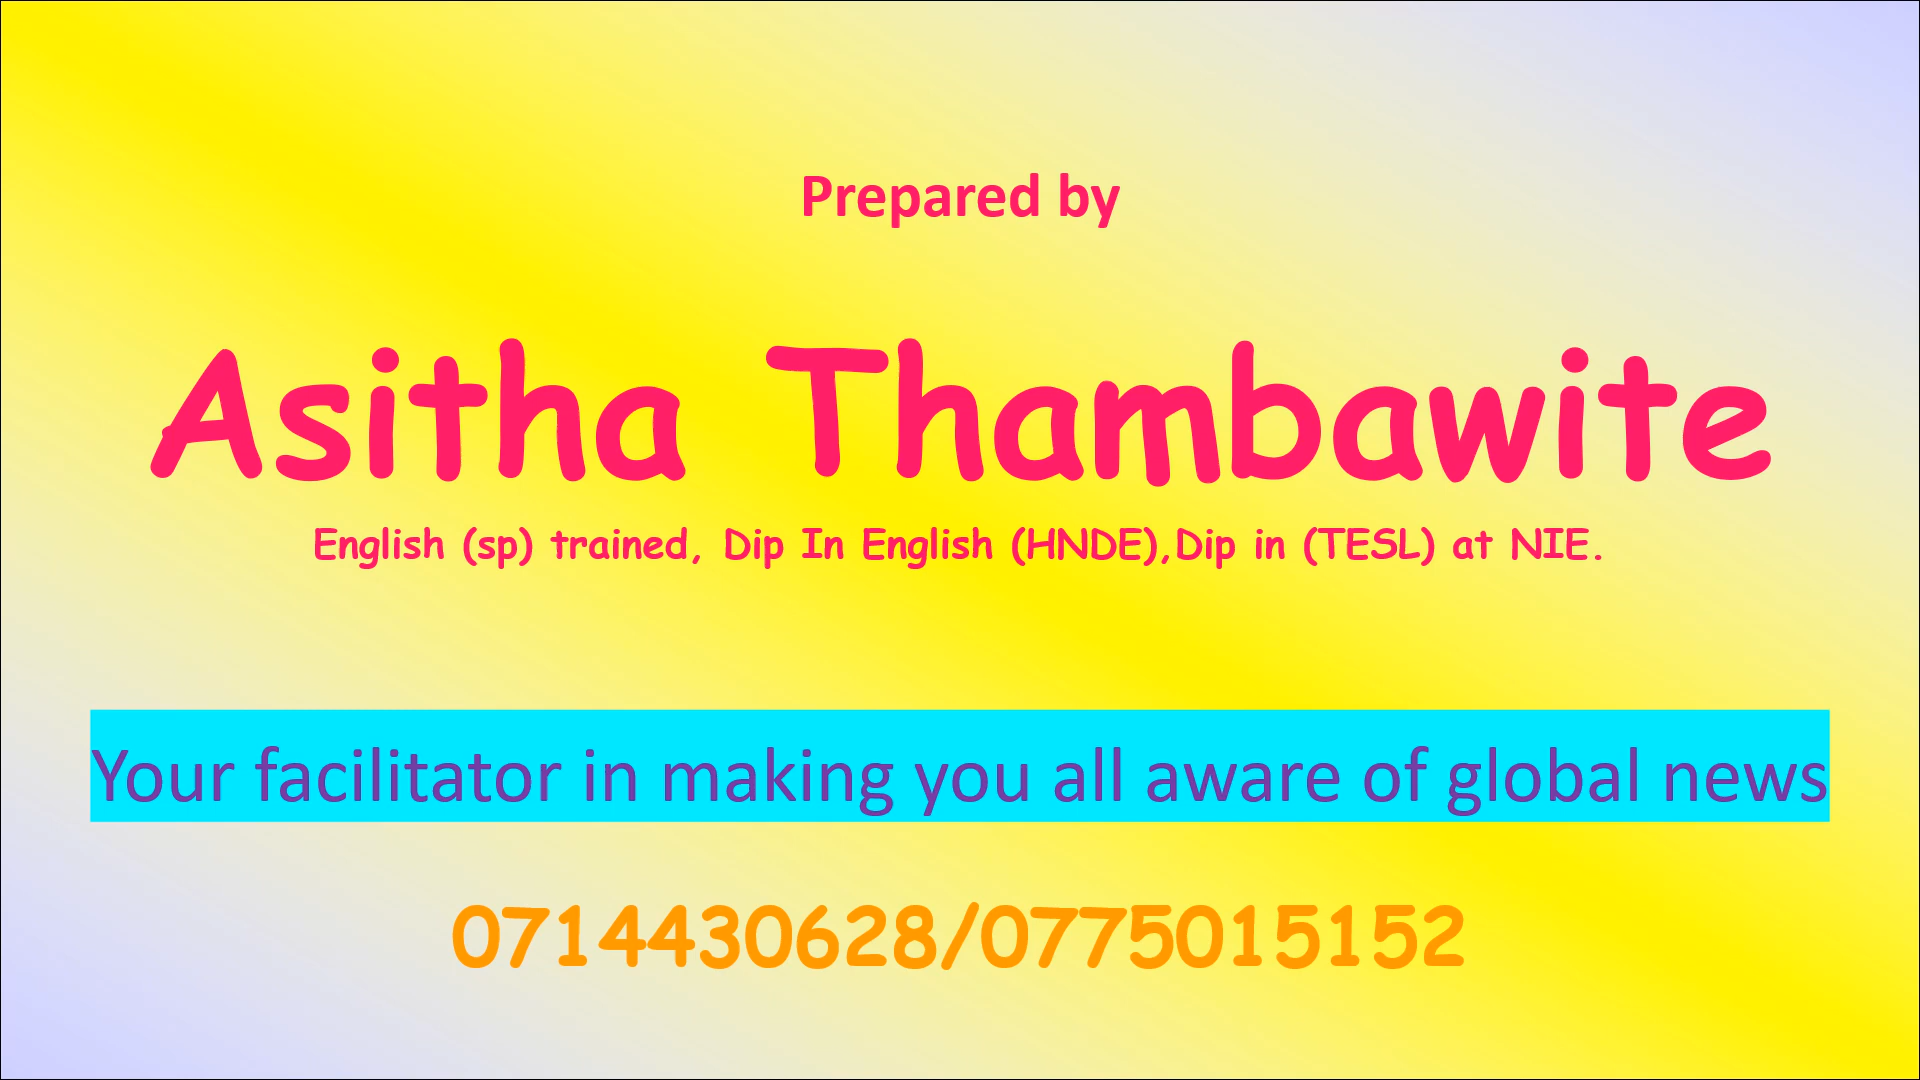 Prepared by
Asitha Thambawite
English (sp) trained, Dip In English (HNDE),Dip in (TESL) at NIE.
Your facilitator in making you all aware of global news
0714430628/0775015152